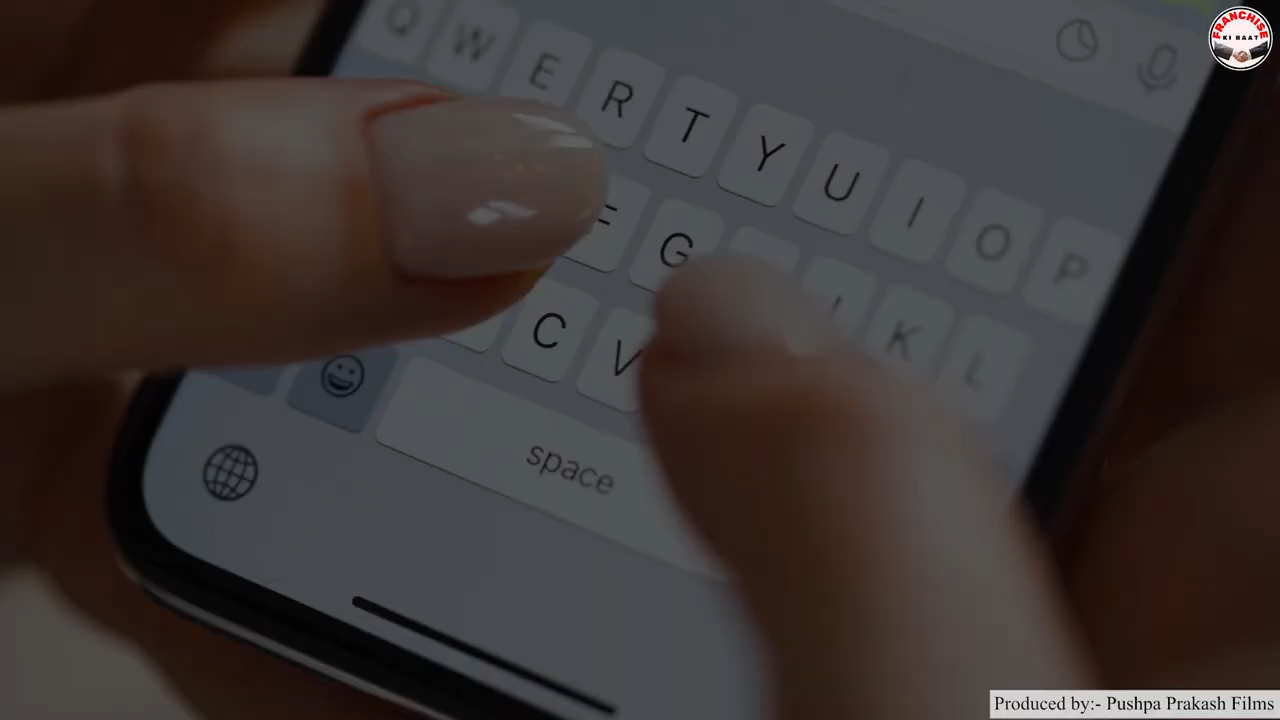 FRANCHISE
KI BAAT
Q W E R T Y U I O P
F G K L
C V
space
Produced by:- Pushpa Prakash Films